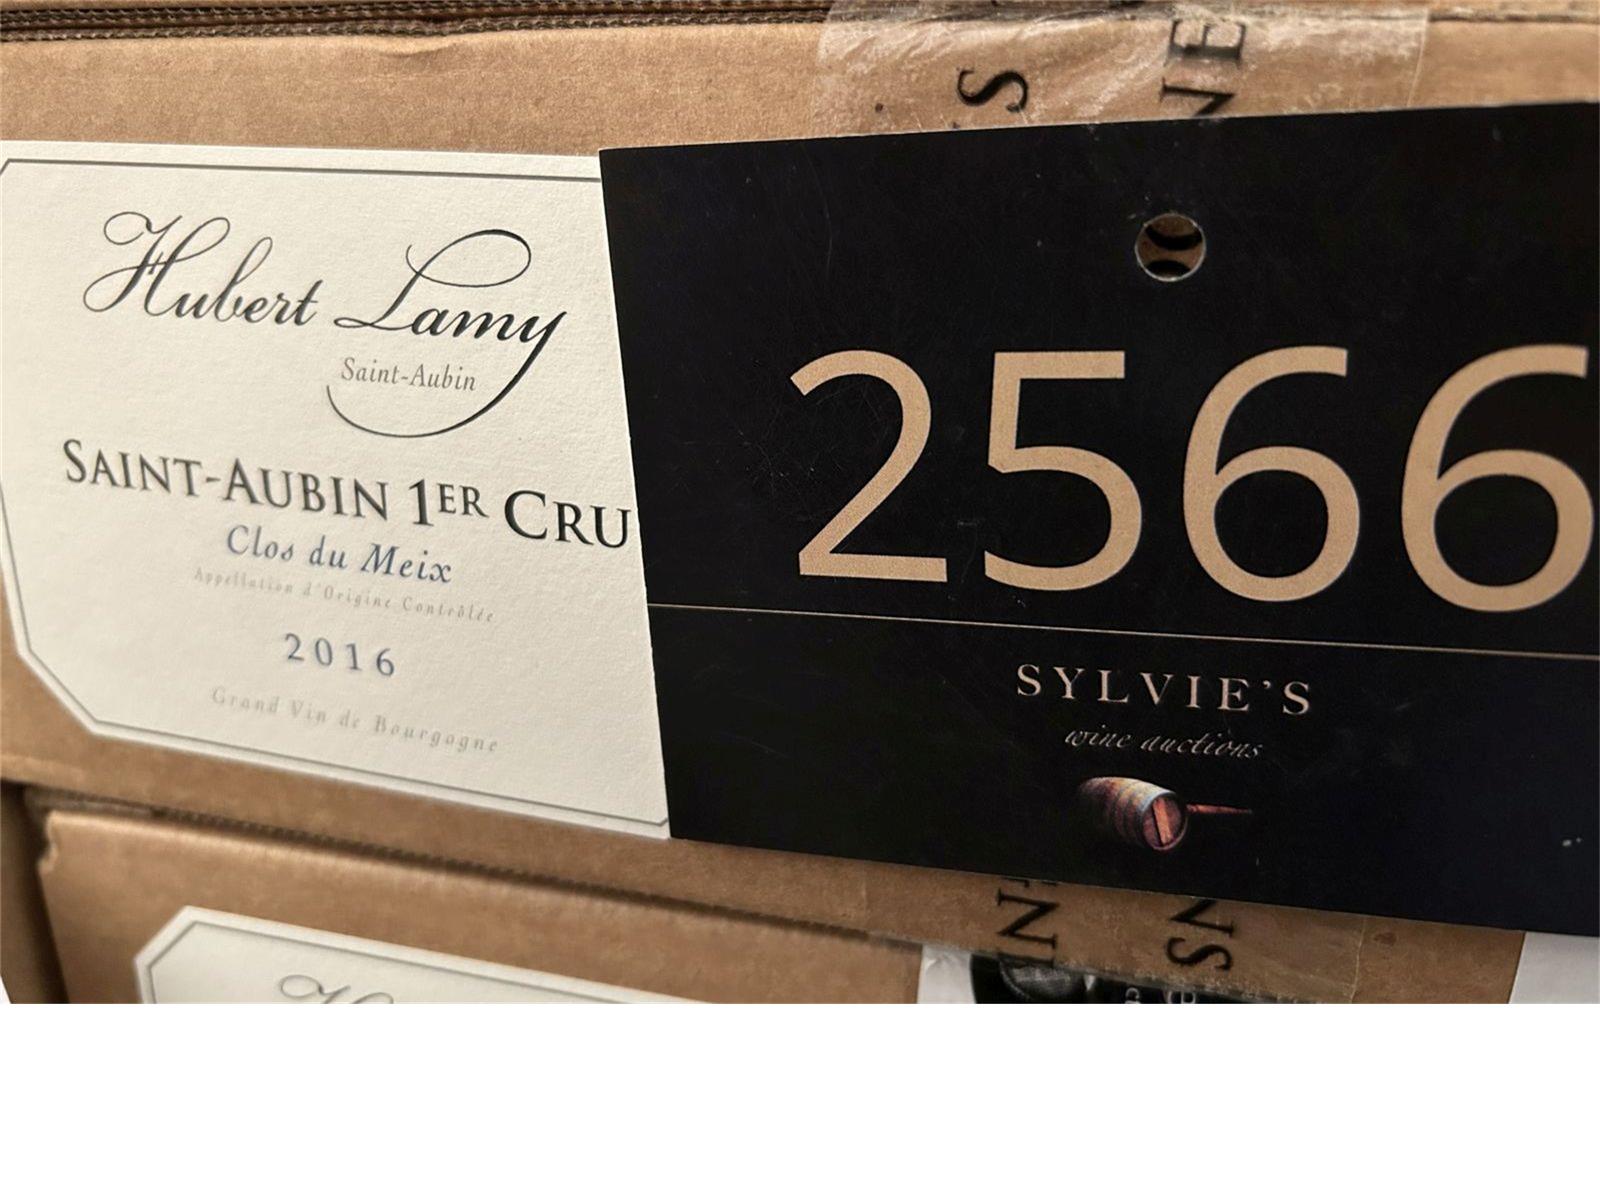 'S
NE
Hubert Lamy
Saint-Aubin
SAINT-AUBIN 1ER CRU
Clos du Meix
Appellation d'Origine Contrôlée
2016
Grand Vin de Bourgogne
2566
SYLVIE'S
wine auctions